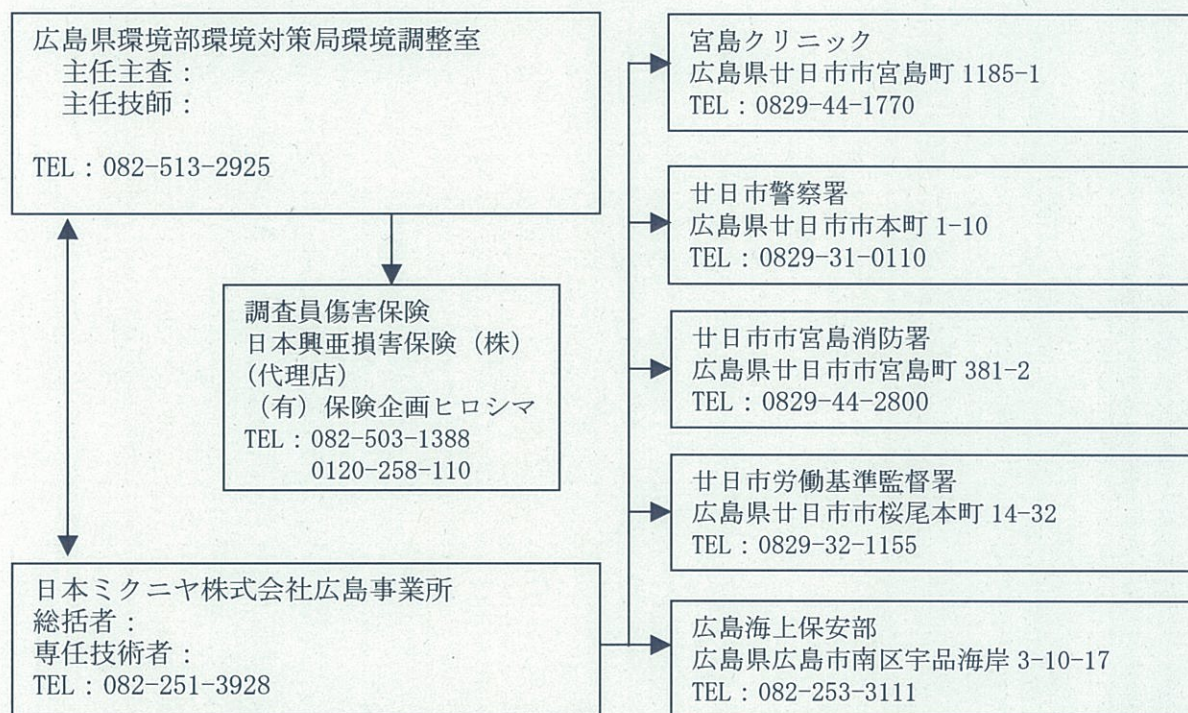 広島県環境部環境対策局環境調整室
主任主査：
主任技師：
TEL：082-513-2925
調査員傷害保険
日本興亜損害保険（株）
(代理店)
（有）保険企画ヒロシマ
TEL：082-503-1388
0120-258-110
日本ミクニヤ株式会社広島事業所
総括者：
専任技術者：
TEL：082-251-3928
宮島クリニック
広島県廿日市市宮島町 1185-1
TEL：0829-44-1770
廿日市警察署
広島県廿日市市本町 1-10
TEL：0829-31-0110
廿日市市宮島消防署
広島県廿日市市宮島町 381-2
TEL：0829-44-2800
廿日市労働基準監督署
広島県廿日市市桜尾本町 14-32
TEL：0829-32-1155
広島海上保安部
広島県広島市南区宇品海岸 3-10-17
TEL：082-253-3111